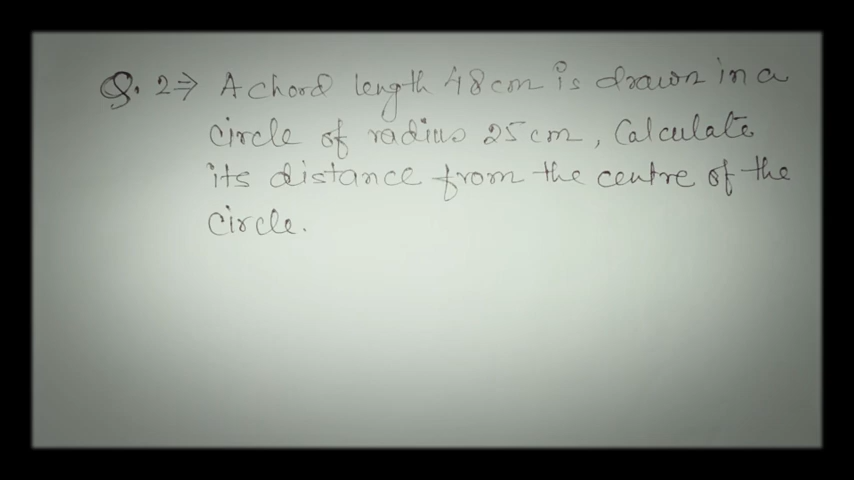 Q. 2⇒ A chord length 48 cm is drawn in a
circle of radius 25 cm, Calculate
its distance from the centre of the
circle.